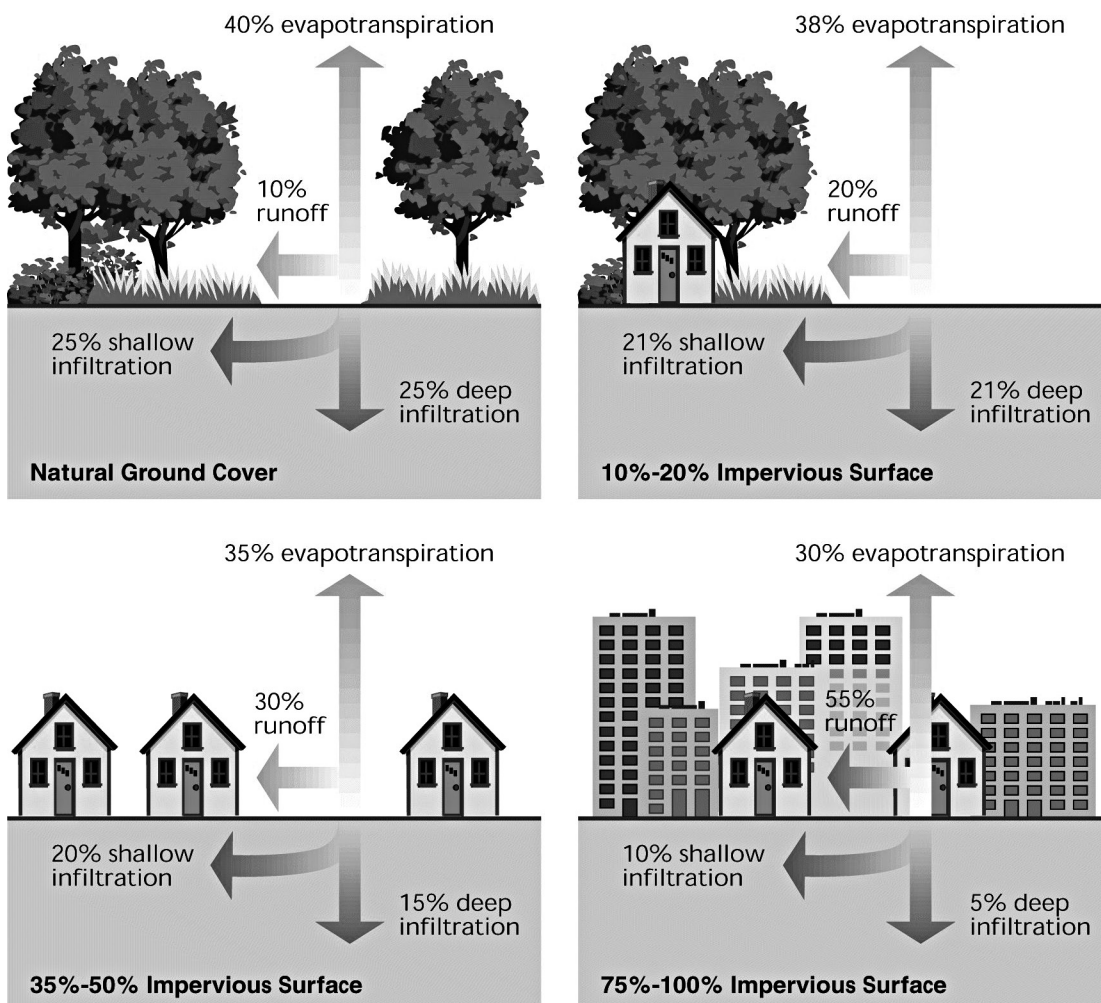 40% evapotranspiration
10%
runoff
25% shallow
infiltration
25% deep
infiltration
Natural Ground Cover
38% evapotranspiration
20%
runoff
21% shallow
infiltration
21% deep
infiltration
10%-20% Impervious Surface
35% evapotranspiration
30%
runoff
20% shallow
infiltration
15% deep
infiltration
35%-50% Impervious Surface
30% evapotranspiration
55%
runoff
10% shallow
infiltration
5% deep
infiltration
75%-100% Impervious Surface